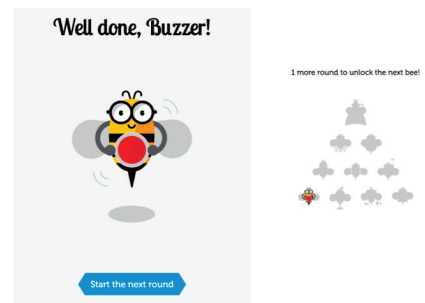 Well done, Buzzer!
1 more round to unlock the next bee!
Start the next round